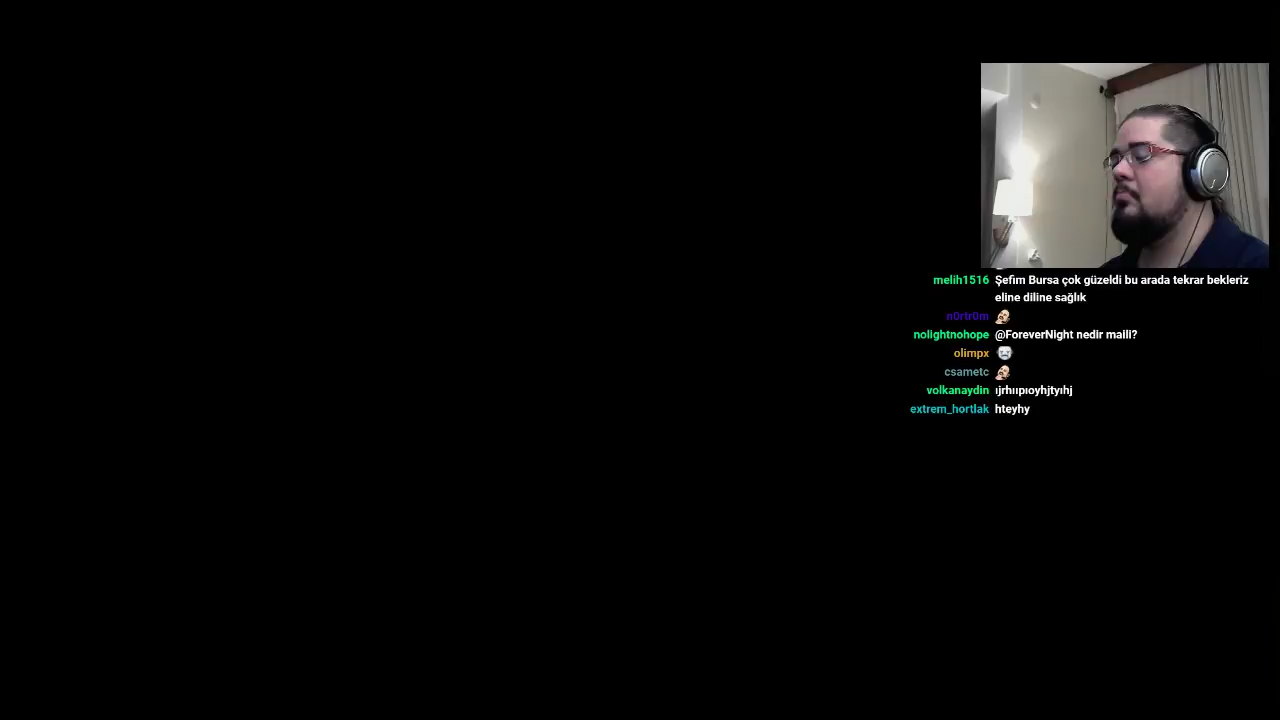 melih1516 Şefim Bursa çok güzeldi bu arada tekrar bekleriz
eline diline sağlık
n0rtr0m
nolightnohope @ForeverNight nedir maili?
olimpx
csametc
volkanaydin ıjrhııpıoyhjtyıhj
extrem_hortlak hteyhy